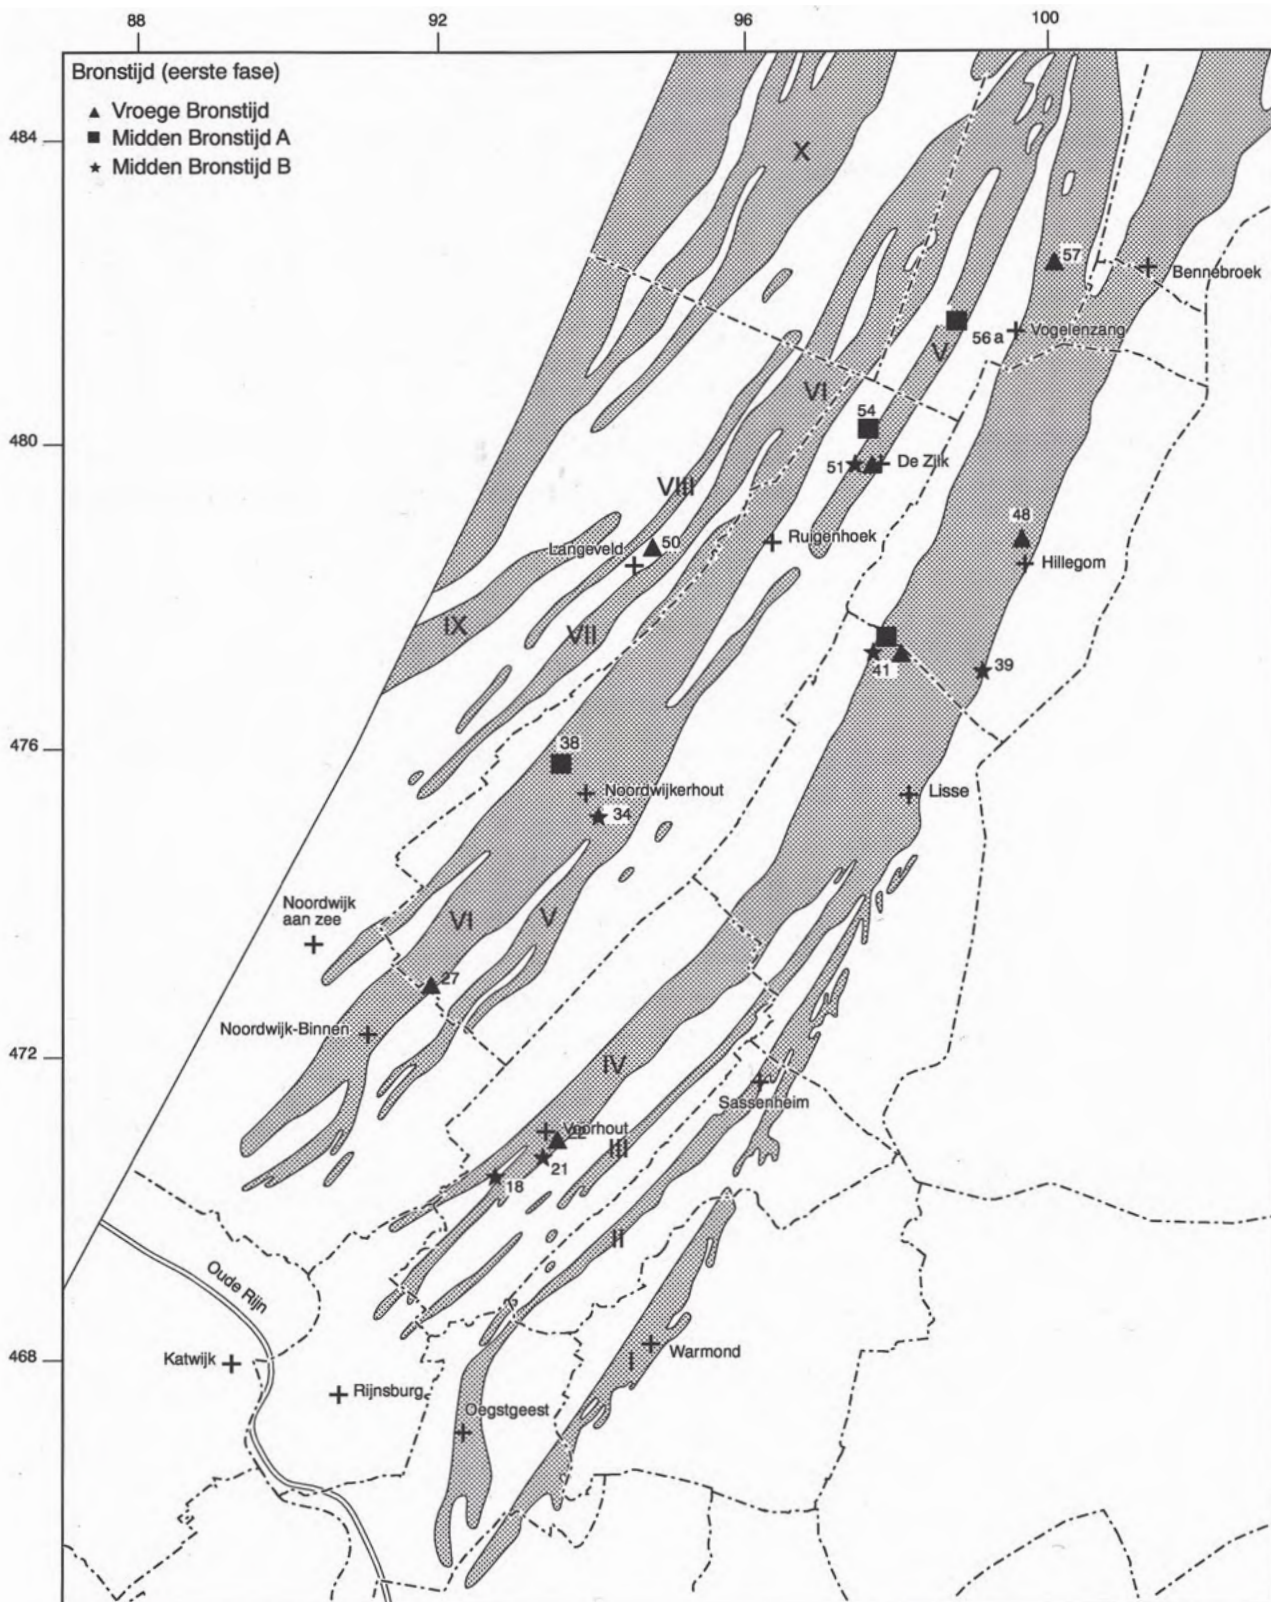 88 92 96 100
Bronstijd (eerste fase)
Vroege Bronstijd
Midden Bronstijd A
Midden Bronstijd B
484
X
57
Bennebroek
56a
Vogelenzang
V
VI
54
480
51
De Zilk
VIII
48
50
Ruigenhoek
Langeveld
Hillegom
IX
VII
41
39
476
38
Noordwijkerhout
Lisse
34
Noordwijk
aan zee
VI
V
27
Noordwijk-Binnen
472
IV
Sassenheim
Voorhout
22
III
21
18
II
Oude Rijn
468
Katwijk
Warmond
I
Rijnsburg
Oegstgeest